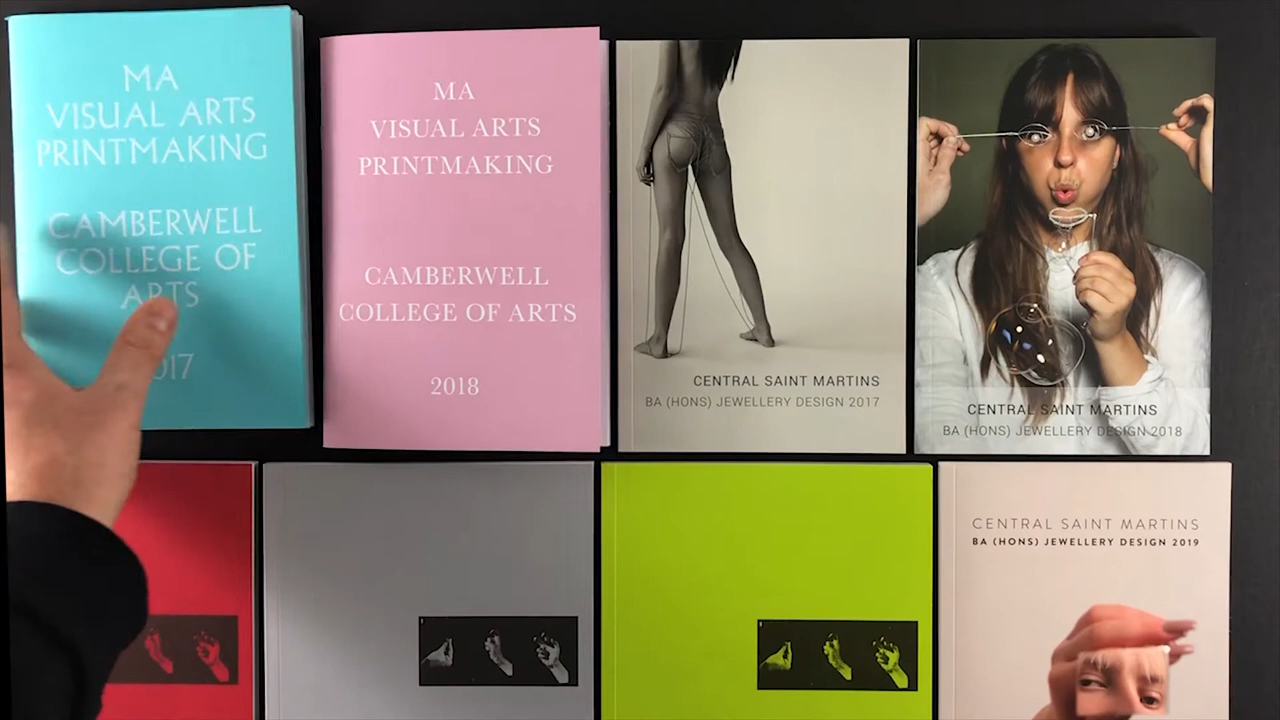 MA
VISUAL ARTS
PRINTMAKING
CAMBERWELL
COLLEGE OF
ARTS
MA
VISUAL ARTS
PRINTMAKING
CAMBERWELL
COLLEGE OF ARTS
2018
CENTRAL SAINT MARTINS
BA (HONS) JEWELLERY DESIGN 2017
CENTRAL SAINT MARTINS
BA (HONS) JEWELLERY DESIGN 2018
CENTRAL SAINT MARTINS
BA (HONS) JEWELLERY DESIGN 2019